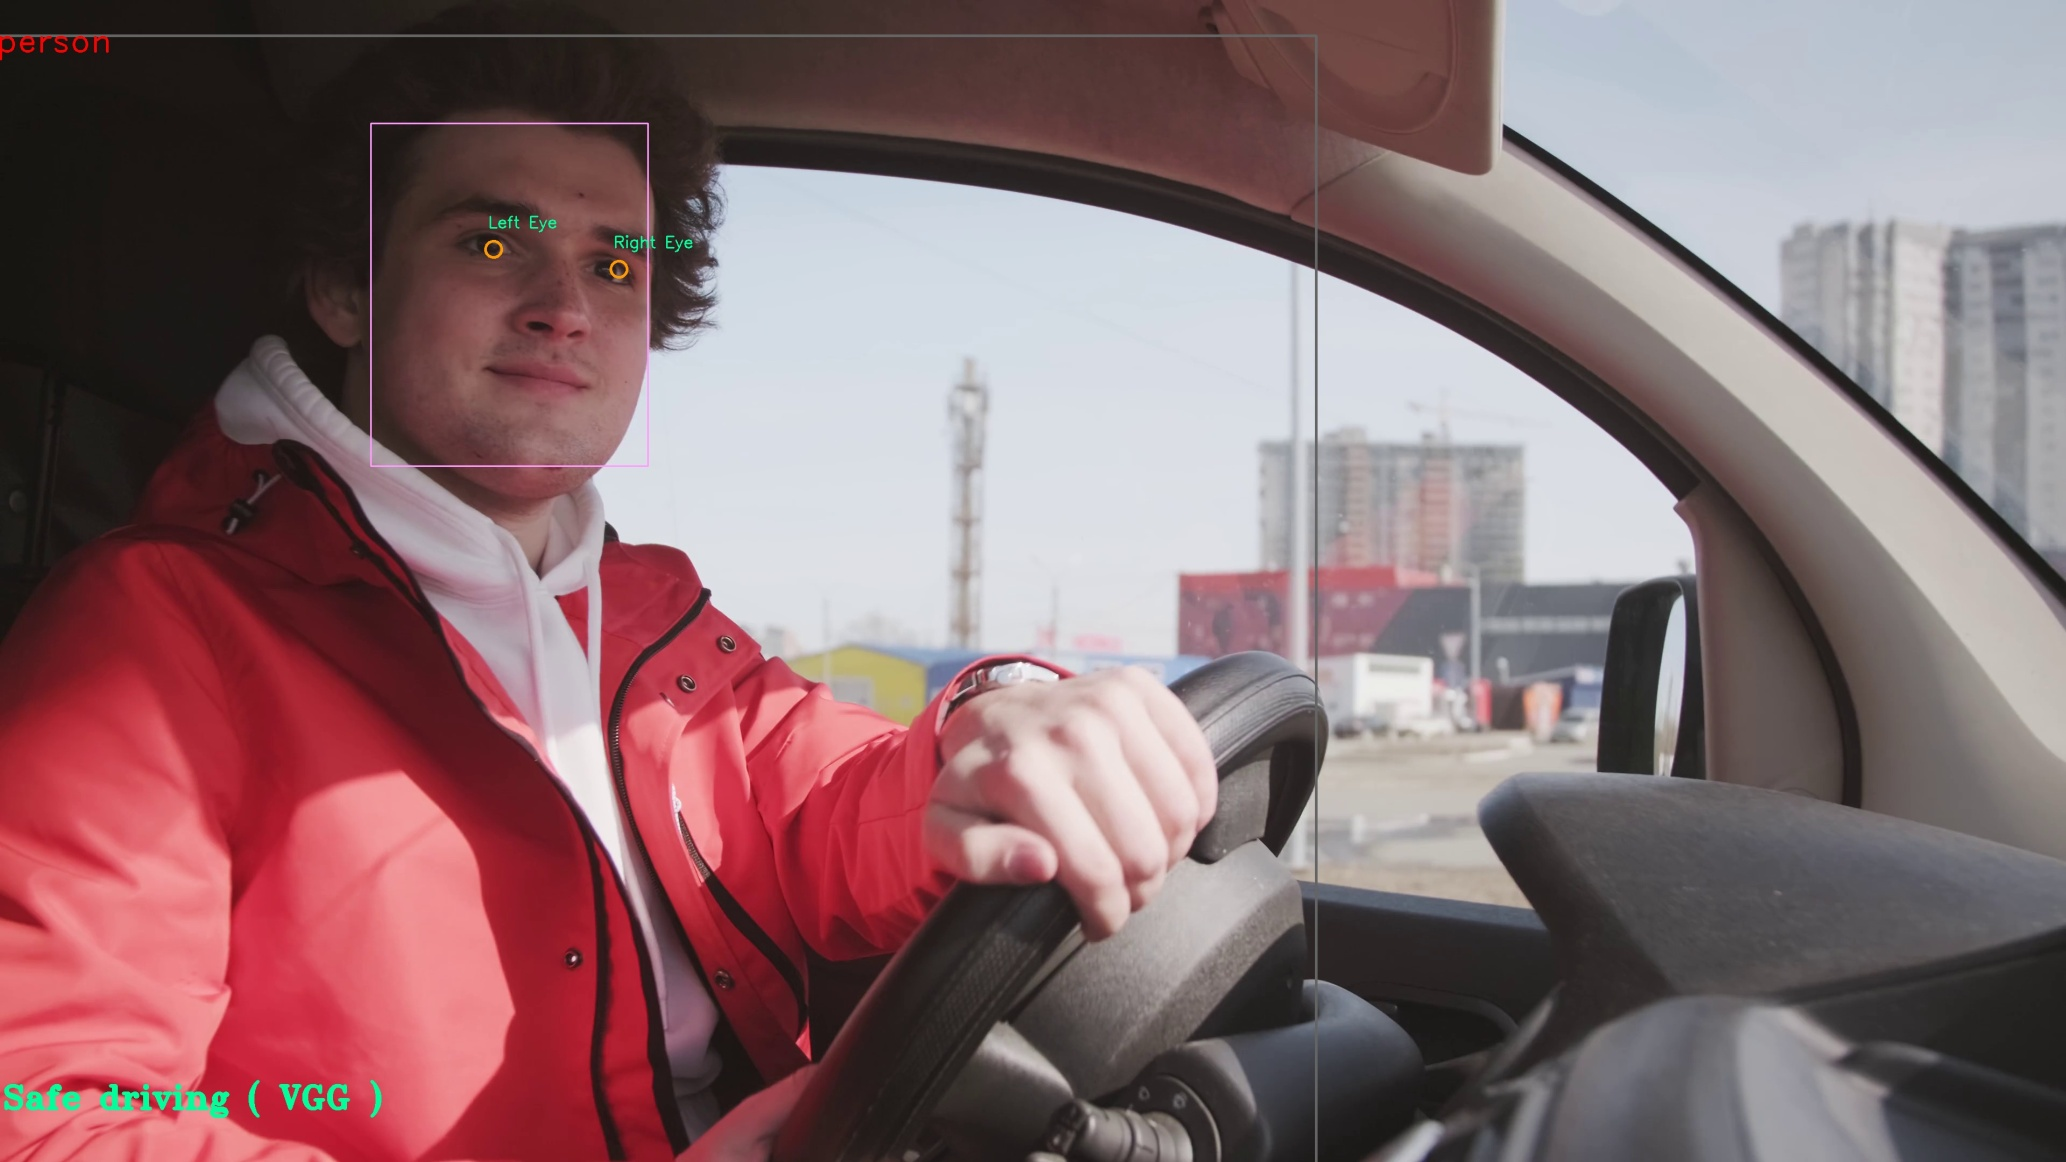 person
Left Eye
Right Eye
Safe driving ( VGG )